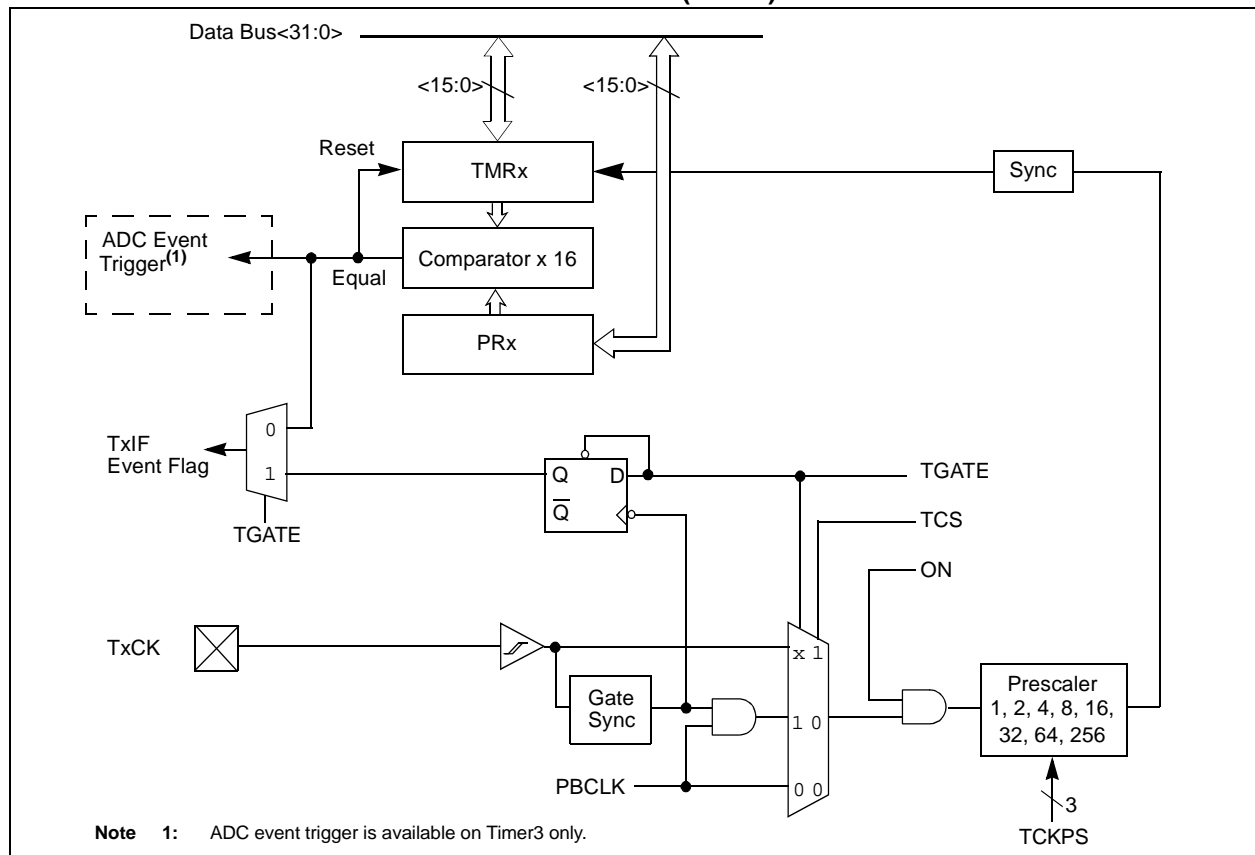 Data Bus<31:0>
<15:0>
<15:0>
Reset
TMRx
Sync
ADC Event
Trigger(1)
Equal
Comparator x 16
PRx
0
1
TxIF
Event Flag
TGATE
Q
D
Q
TGATE
TCS
ON
TxCK
x 1
Gate
Sync
1 0
Prescaler
1, 2, 4, 8, 16,
32, 64, 256
PBCLK
0 0
3
TCKPS
Note 1: ADC event trigger is available on Timer3 only.